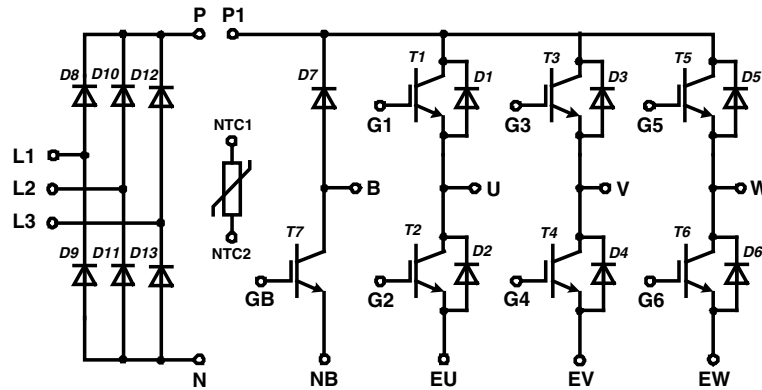 P P1
D8 D10 D12 D7 T1 D1 T3 D3 T5 D5
NTC1
G1 G3 G5
L1
L2 B U V W
L3
NTC2
D9 D11 D13 T7 T2 D2 T4 D4 T6 D6
GB G2 G4 G6
N NB EU EV EW